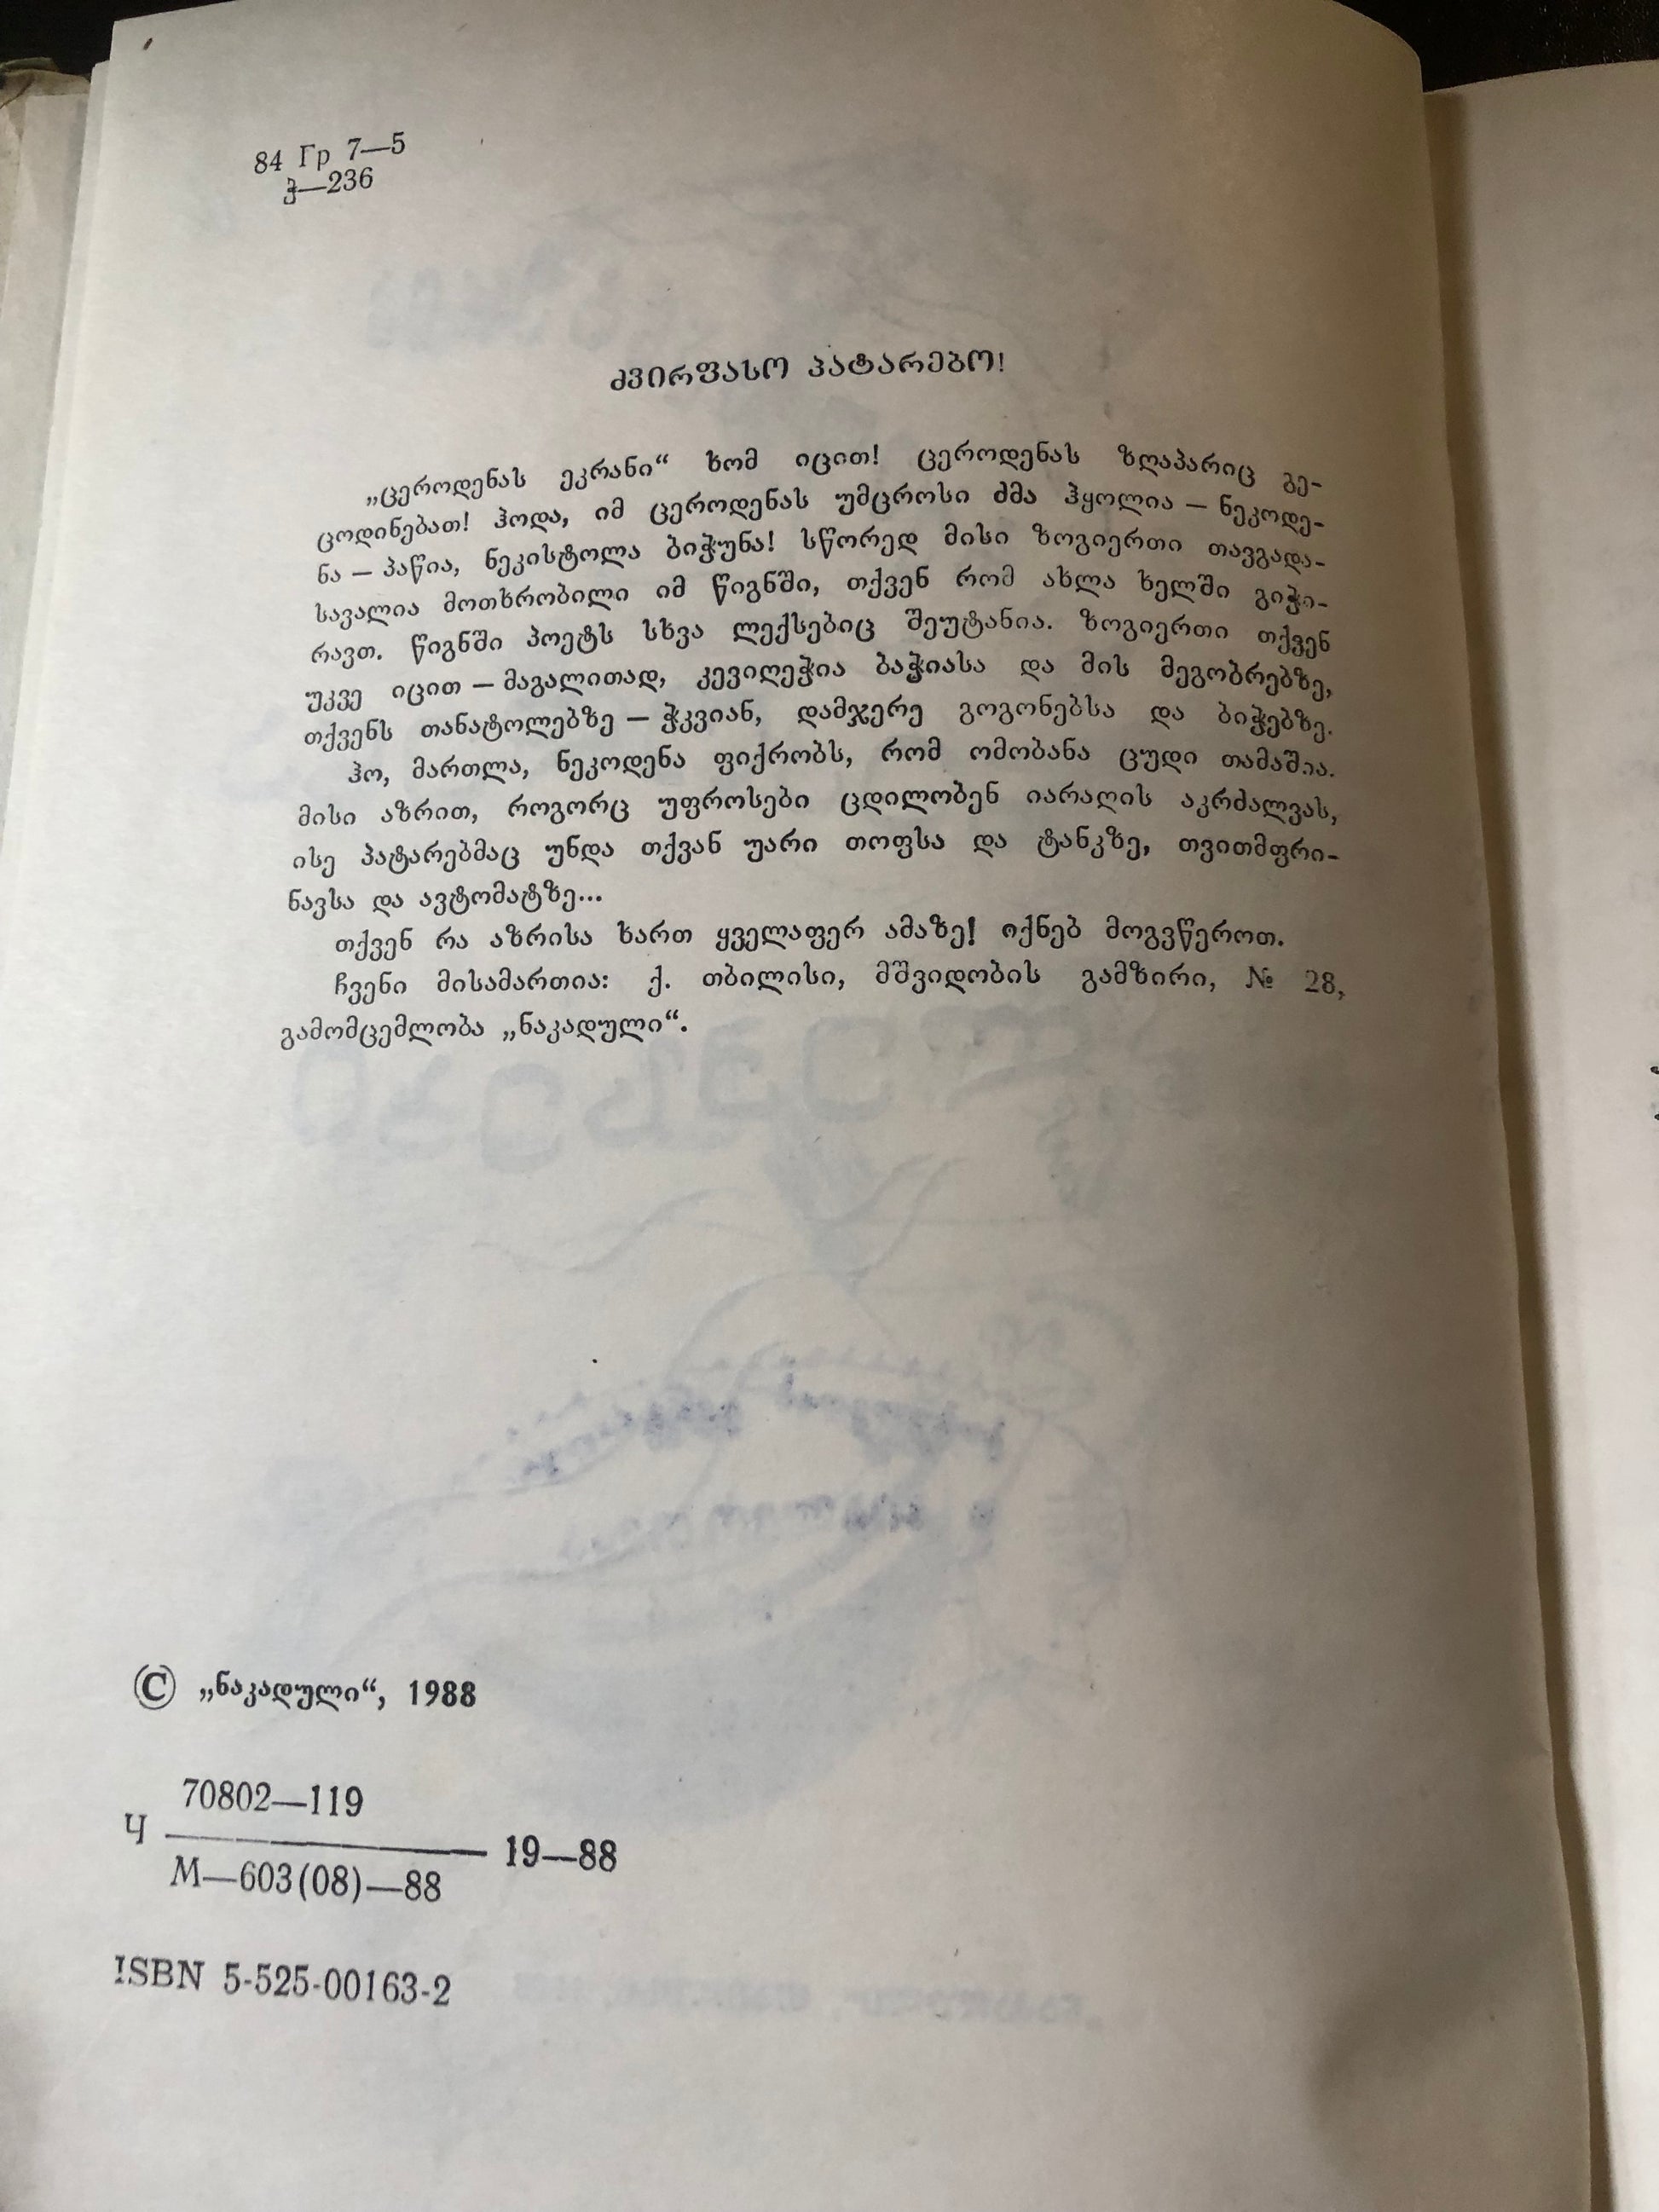 84 Гр 7—5
ჯ—236
ძვირფასო პატარებო!
„ცეროდენას ეკრანი“ ხომ იცით! ცეროდენას ზღაპარიც გე-
ცოდინებათ! ჰოდა, იმ ცეროდენას უმცროსი ძმა ჰყოლია — ნეკოდე-
ნა — პაწია, ნეკისტოლა ბიჭუნა! სწორედ მისი ზოგიერთი თავგადა-
სავალია მოთხრობილი იმ წიგნში, თქვენ რომ ახლა ხელში გიჭი-
რავთ. წიგნში პოეტს სხვა ლექსებიც შეუტანია. ზოგიერთი თქვენ
უკვე იცით — მაგალითად, კევიღეჭია ბაჭიასა და მის მეგობრებზე,
თქვენს თანატოლებზე — ჭკვიან, დამჯერე გოგონებსა და ბიჭებზე.
ჰო, მართლა, ნეკოდენა ფიქრობს, რომ ომობანა ცუდი თამაშია.
მისი აზრით, როგორც უფროსები ცდილობენ იარაღის აკრძალვას,
ისე პატარებმაც უნდა თქვან უარი თოფსა და ტანკზე, თვითმფრი-
ნავსა და ავტომატზე...
თქვენ რა აზრისა ხართ ყველაფერ ამაზე! იქნებ მოგვწეროთ.
ჩვენი მისამართია: ქ. თბილისი, მშვიდობის გამზირი, № 28,
გამომცემლობა „ნაკადული“.
© „ნაკადული“, 1988
Ч
70802—119
М—603(08)—88
19—88
ISBN 5-525-00163-2